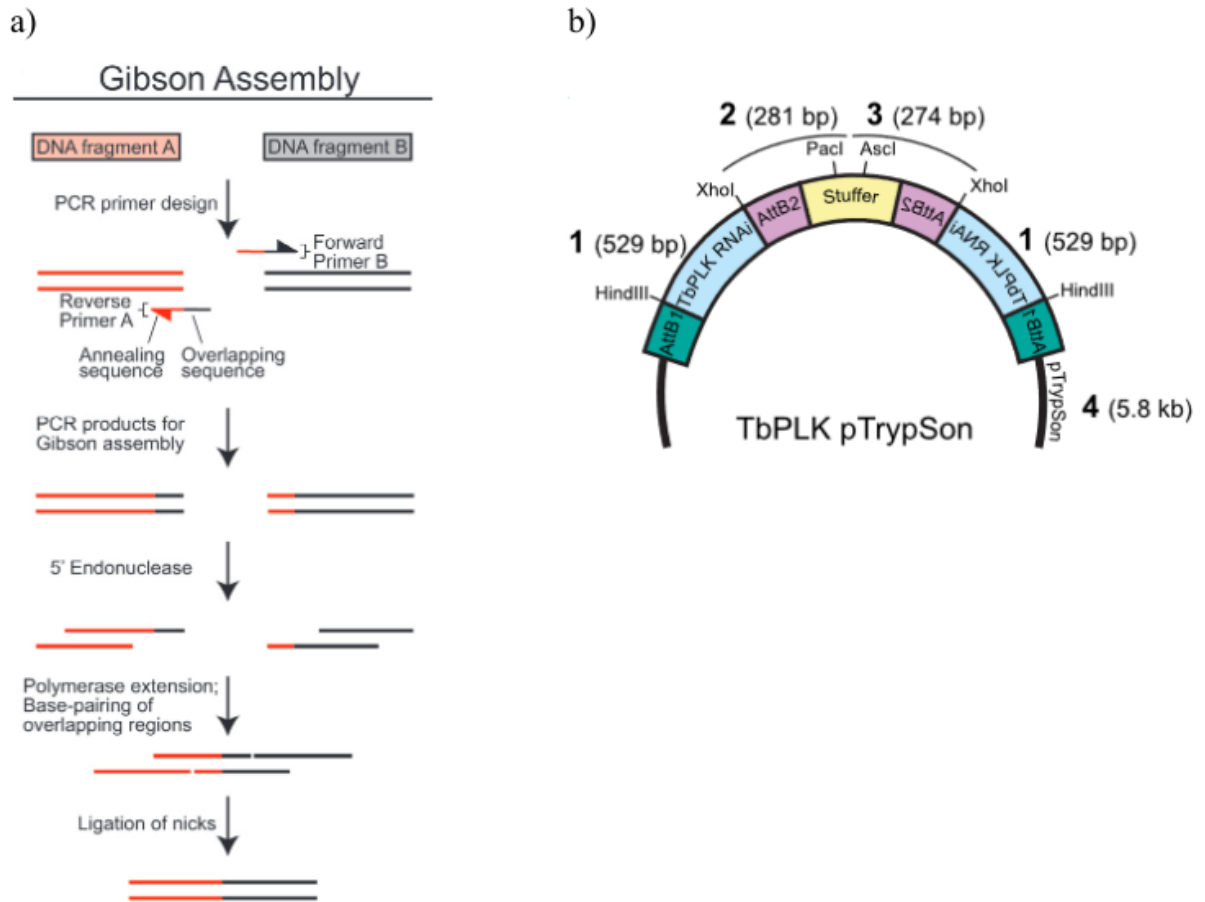 a)
Gibson Assembly
DNA fragment A
DNA fragment B
PCR primer design
Forward
Primer B
Reverse
Primer A
Annealing
sequence
Overlapping
sequence
PCR products for
Gibson assembly
5' Endonuclease
Polymerase extension;
Base-pairing of
overlapping regions
Ligation of nicks
b)
2 (281 bp)
3 (274 bp)
PacI
AscI
XhoI
XhoI
AttB2
Stuffer
AttB2
1 (529 bp)
TbPLK RNAi
TbPLK RNAi
1 (529 bp)
HindIII
HindIII
AttB1
AttB1
pTrypSon
4 (5.8 kb)
TbPLK pTrypSon